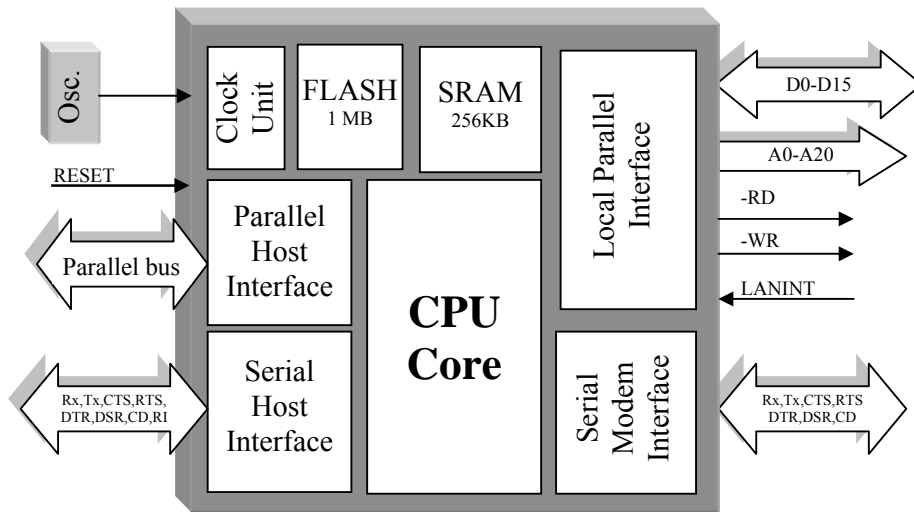 Osc.
RESET
Parallel bus
Rx,Tx,CTS,RTS,
DTR,DSR,CD,RI
Clock
Unit
FLASH
1 MB
SRAM
256KB
Parallel
Host
Interface
Serial
Host
Interface
CPU
Core
Local Parallel
Interface
Serial
Modem
Interface
D0-D15
A0-A20
-RD
-WR
LANINT
Rx,Tx,CTS,RTS
DTR,DSR,CD